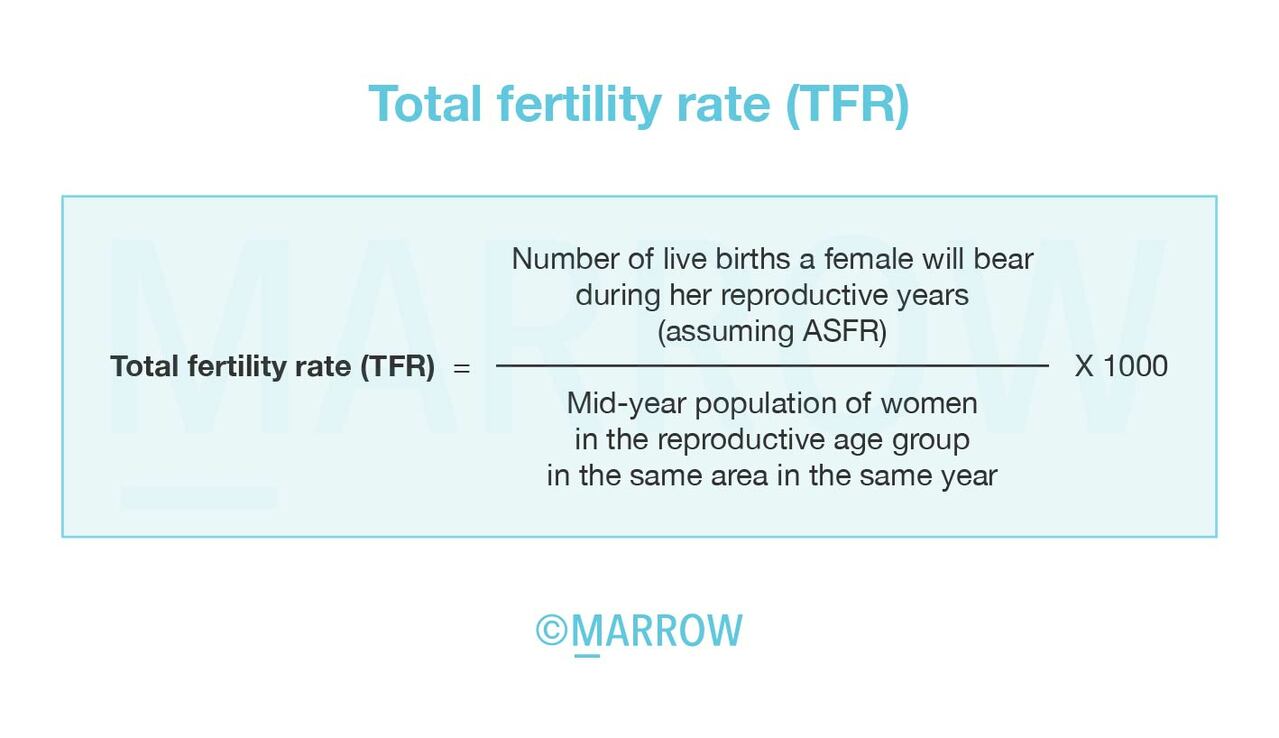 Total fertility rate (TFR)
Number of live births a female will bear
during her reproductive years
(assuming ASFR)
Total fertility rate (TFR) =
X 1000
Mid-year population of women
in the reproductive age group
in the same area in the same year
MARROW
©MARROW